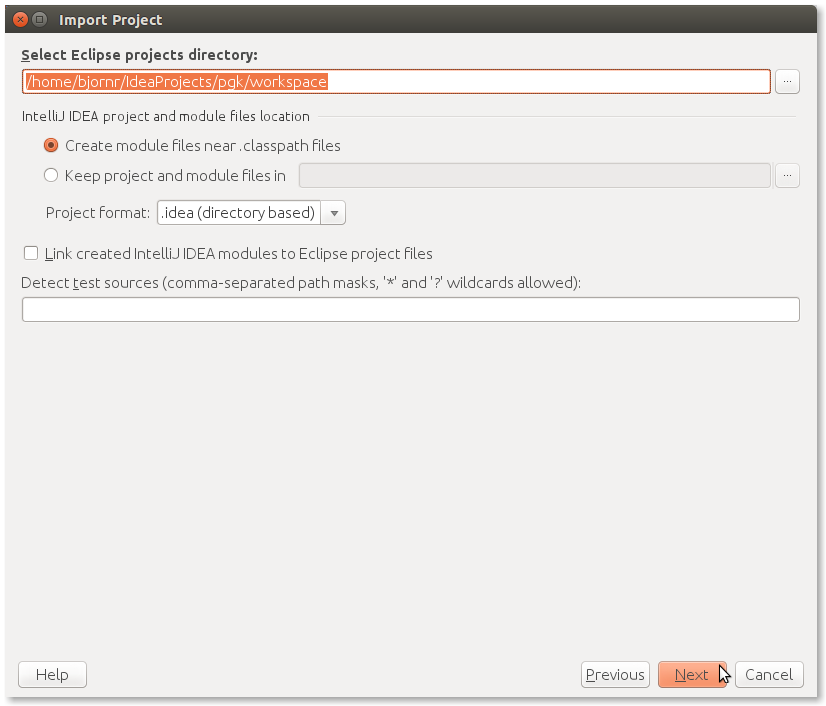 Import Project
Select Eclipse projects directory:
/home/bjornr/IdeaProjects/pgk/workspace
...
IntelliJ IDEA project and module files location
Create module files near .classpath files
Keep project and module files in
...
Project format: .idea (directory based)
Link created IntelliJ IDEA modules to Eclipse project files
Detect test sources (comma-separated path masks, '*' and '?' wildcards allowed):
Help Previous Next Cancel